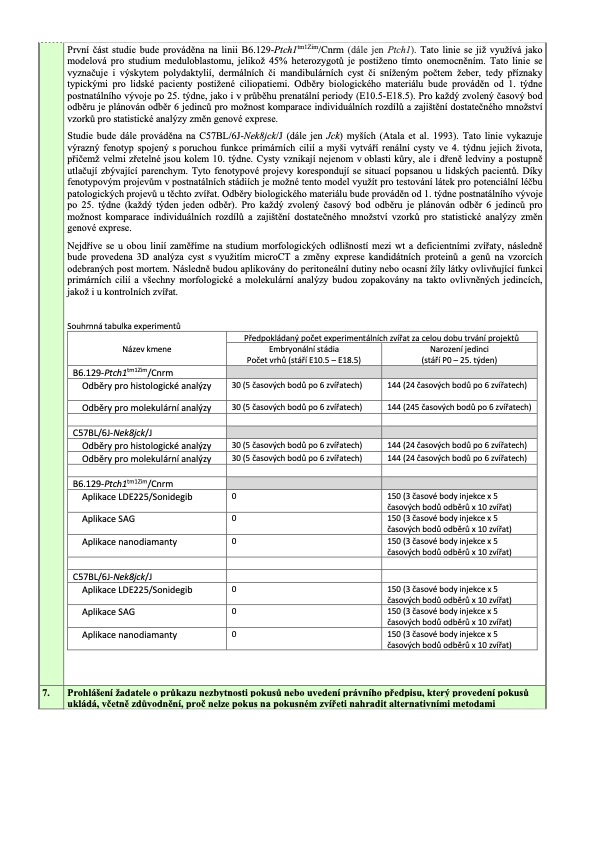 První část studie bude prováděna na linii B6.129-Ptch1tm1Zim/Cnrm (dále jen Ptch1). Tato linie se již využívá jako
modelová pro studium meduloblastomu, jelikož 45% heterozygotů je postiženo tímto onemocněním. Tato linie se
vyznačuje i výskytem polydaktylií, dermálních či mandibulárních cyst či sníženým počtem žeber, tedy příznaky
typickými pro lidské pacienty postižené ciliopatiemi. Odběry biologického materiálu bude prováděn od 1. týdne
postnatálního vývoje po 25. týdne, jako i v průběhu prenatální periody (E10.5-E18.5). Pro každý zvolený časový bod
odběru je plánován odběr 6 jedinců pro možnost komparace individuálních rozdílů a zajištění dostatečného množství
vzorků pro statistické analýzy změn genové exprese.
Studie bude dále prováděna na C57BL/6J-Nek8jck/J (dále jen Jck) myších (Atala et al. 1993). Tato linie vykazuje
výrazný fenotyp spojený s poruchou funkce primárních cilií a myši vytváří renální cysty ve 4. týdnu jejich života,
přičemž velmi zřetelné jsou kolem 10. týdne. Cysty vznikají nejenom v oblasti kůry, ale i dřeně ledviny a postupně
utlačují zbývající parenchym. Tyto fenotypové projevy korespondují se situací popsanou u lidských pacientů. Díky
fenotypovým projevům v postnatálních stádiích je možné tento model využít pro testování látek pro potenciální léčbu
patologických projevů u těchto zvířat. Odběry biologického materiálu bude prováděn od 1. týdne postnatálního vývoje
po 25. týdne (každý týden jeden odběr). Pro každý zvolený časový bod odběru je plánován odběr 6 jedinců pro
možnost komparace individuálních rozdílů a zajištění dostatečného množství vzorků pro statistické analýzy změn
genové exprese.
Nejdříve se u obou linií zaměříme na studium morfologických odlišností mezi wt a deficientními zvířaty, následně
bude provedena 3D analýza cyst s využitím microCT a změny exprese kandidátních proteinů a genů na vzorcích
odebraných post mortem. Následně budou aplikovány do peritoneální dutiny nebo ocasní žíly látky ovlivňující funkci
primárních cilií a všechny morfologické a molekulární analýzy budou zopakovány na takto ovlivněných jedincích,
jakož i u kontrolních zvířat.
Souhrnná tabulka experimentů
Předpokládaný počet experimentálních zvířat za celou dobu trvání projektů
Název kmene
Embryonální stádia
Počet vrhů (stáří E10.5 – E18.5)
Narození jedinci
(stáří P0 – 25. týden)
B6.129-Ptch1tm1Zim/Cnrm
Odběry pro histologické analýzy 30 (5 časových bodů po 6 zvířatech) 144 (24 časových bodů po 6 zvířatech)
Odběry pro molekulární analýzy 30 (5 časových bodů po 6 zvířatech) 144 (245 časových bodů po 6 zvířatech)
C57BL/6J-Nek8jck/J
Odběry pro histologické analýzy 30 (5 časových bodů po 6 zvířatech) 144 (24 časových bodů po 6 zvířatech)
Odběry pro molekulární analýzy 30 (5 časových bodů po 6 zvířatech) 144 (24 časových bodů po 6 zvířatech)
B6.129-Ptch1tm1Zim/Cnrm
Aplikace LDE225/Sonidegib 0 150 (3 časové body injekce x 5
časových bodů odběrů x 10 zvířat)
Aplikace SAG 0 150 (3 časové body injekce x 5
časových bodů odběrů x 10 zvířat)
Aplikace nanodiamanty 0 150 (3 časové body injekce x 5
časových bodů odběrů x 10 zvířat)
C57BL/6J-Nek8jck/J
Aplikace LDE225/Sonidegib 0 150 (3 časové body injekce x 5
časových bodů odběrů x 10 zvířat)
Aplikace SAG 0 150 (3 časové body injekce x 5
časových bodů odběrů x 10 zvířat)
Aplikace nanodiamanty 0 150 (3 časové body injekce x 5
časových bodů odběrů x 10 zvířat)
7. Prohlášení žadatele o průkazu nezbytnosti pokusů nebo uvedení právního předpisu, který provedení pokusů
ukládá, včetně zdůvodnění, proč nelze pokus na pokusném zvířeti nahradit alternativními metodami